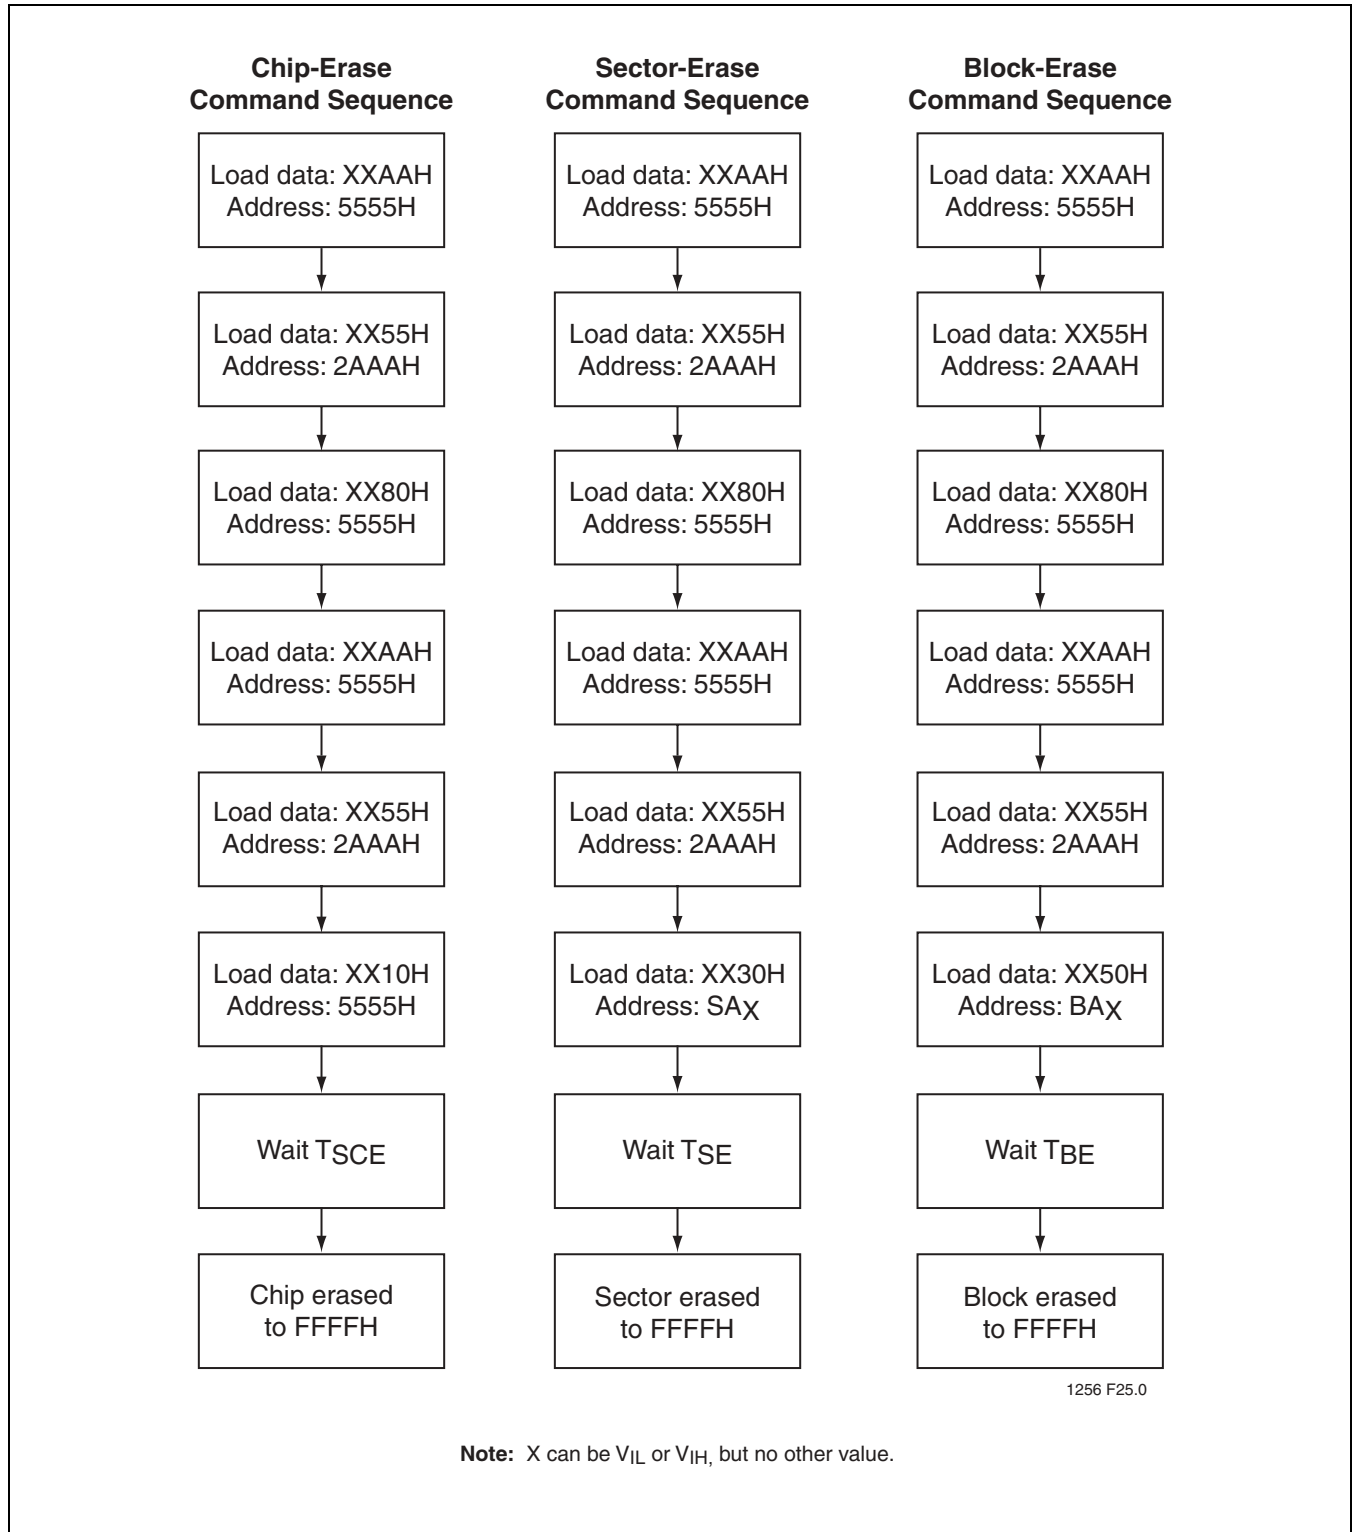 Chip-Erase
Command Sequence
Load data: XXAAH
Address: 5555H
Load data: XX55H
Address: 2AAAH
Load data: XX80H
Address: 5555H
Load data: XXAAH
Address: 5555H
Load data: XX55H
Address: 2AAAH
Load data: XX10H
Address: 5555H
Wait TSCE
Chip erased
to FFFFH
Sector-Erase
Command Sequence
Load data: XXAAH
Address: 5555H
Load data: XX55H
Address: 2AAAH
Load data: XX80H
Address: 5555H
Load data: XXAAH
Address: 5555H
Load data: XX55H
Address: 2AAAH
Load data: XX30H
Address: SAX
Wait TSE
Sector erased
to FFFFH
Block-Erase
Command Sequence
Load data: XXAAH
Address: 5555H
Load data: XX55H
Address: 2AAAH
Load data: XX80H
Address: 5555H
Load data: XXAAH
Address: 5555H
Load data: XX55H
Address: 2AAAH
Load data: XX50H
Address: BAX
Wait TBE
Block erased
to FFFFH
1256 F25.0
Note: X can be VIL or VIH, but no other value.